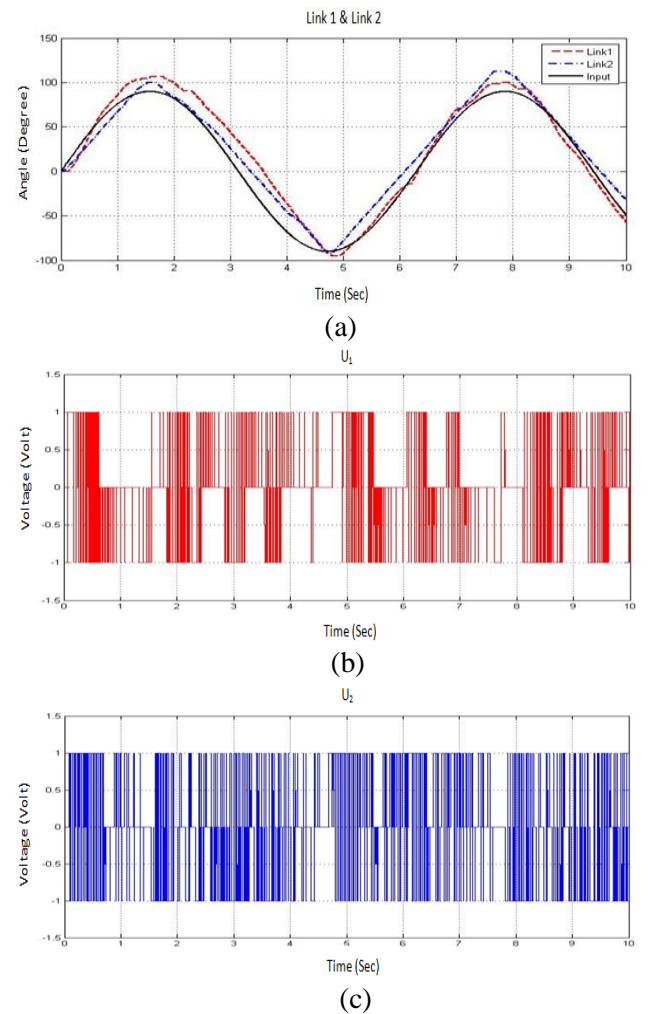 Link 1 & Link 2
150
100
50
0
-50
-100
Angle (Degree)
Link1
Link2
Input
0 1 2 3 4 5 6 7 8 9 10
Time (Sec)
(a)
U1
1.5
1
0.5
0
-0.5
-1
-1.5
Voltage (Volt)
0 1 2 3 4 5 6 7 8 9 10
Time (Sec)
(b)
U2
1.5
1
0.5
0
-0.5
-1
-1.5
Voltage (Volt)
0 1 2 3 4 5 6 7 8 9 10
Time (Sec)
(c)